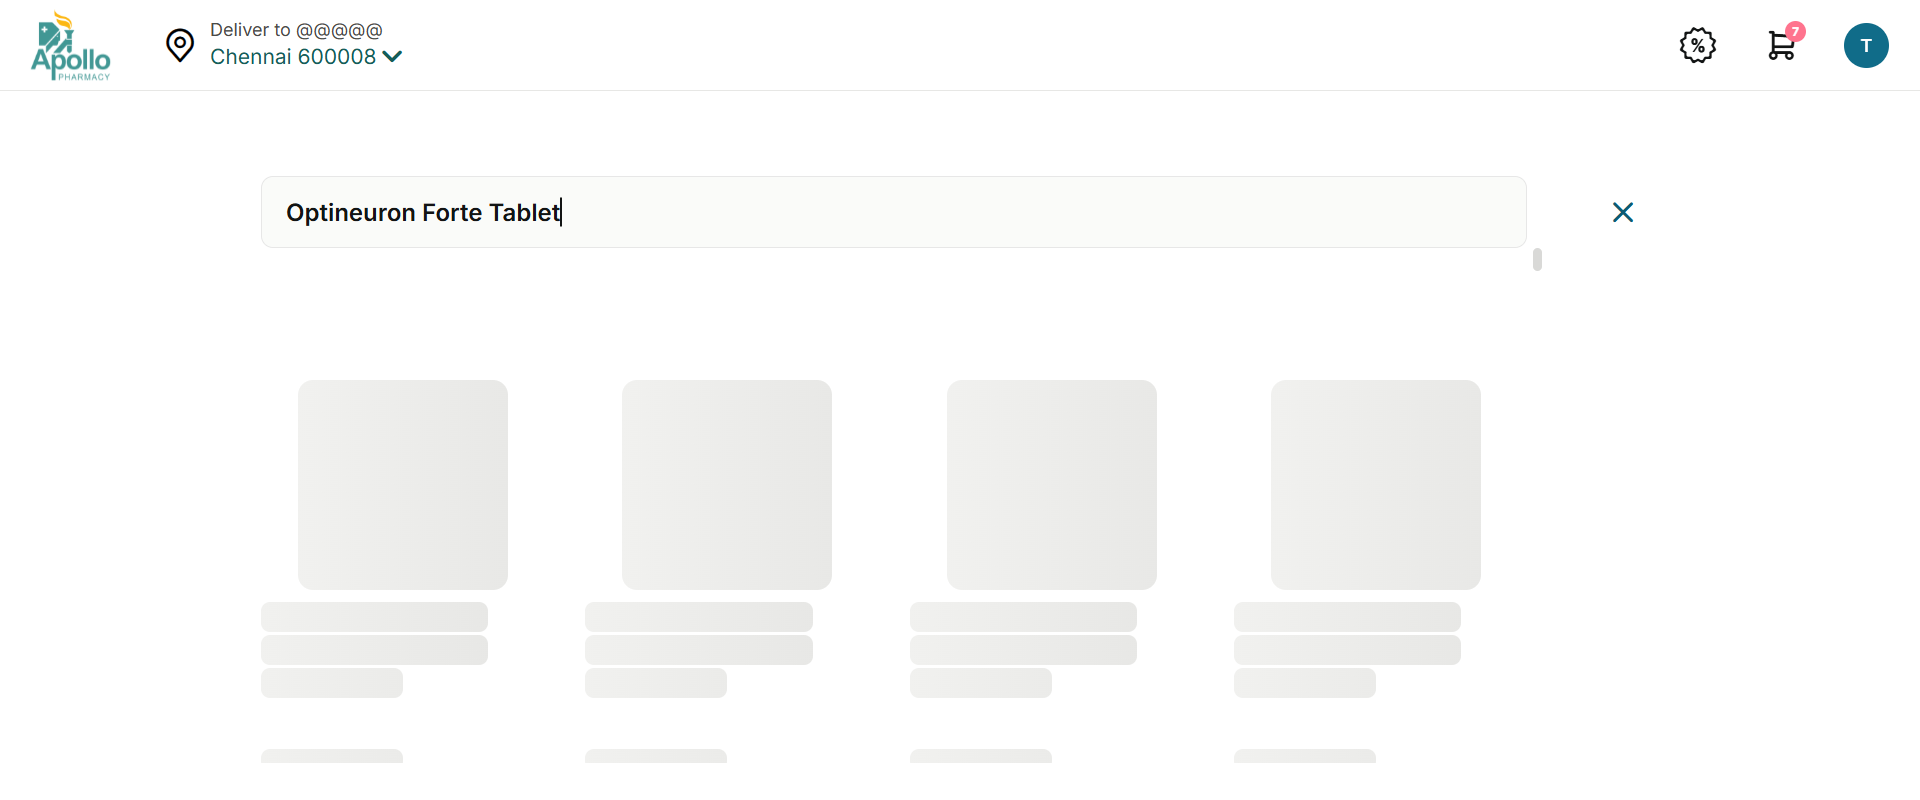 Apollo
PHARMACY
Deliver to @@@@@
Chennai 600008
%
7
T
Optineuron Forte Tablet